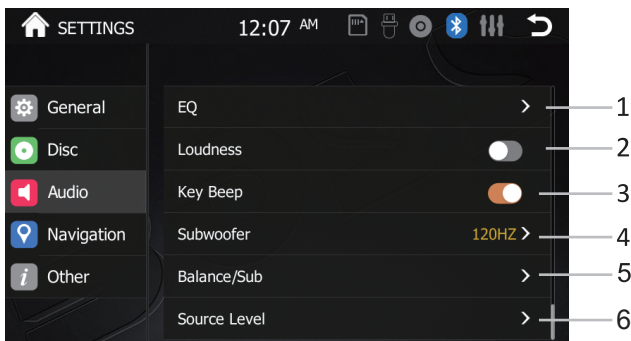 SETTINGS 12:07 AM
General
Disc
Audio
Navigation
Other
EQ 1
Loudness 2
Key Beep 3
Subwoofer 120HZ 4
Balance/Sub 5
Source Level 6